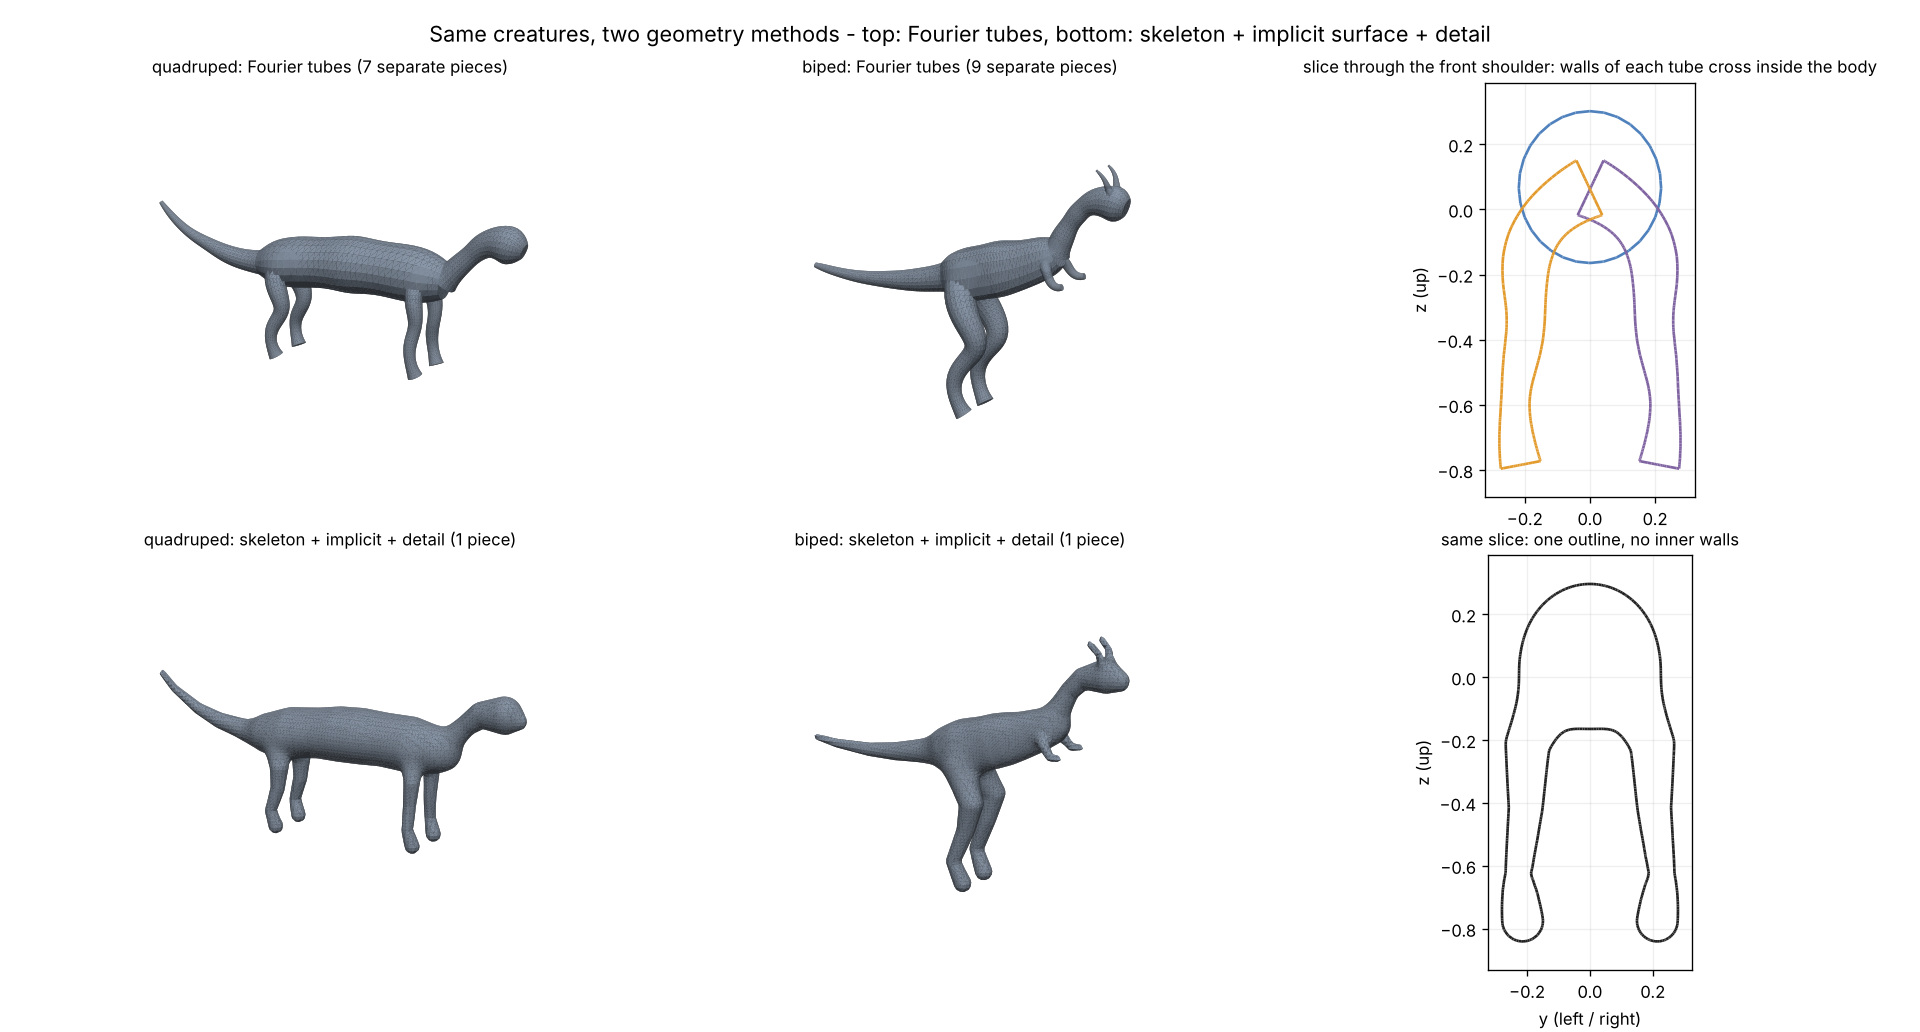 Same creatures, two geometry methods - top: Fourier tubes, bottom: skeleton + implicit surface + detail
quadruped: Fourier tubes (7 separate pieces)
biped: Fourier tubes (9 separate pieces)
slice through the front shoulder: walls of each tube cross inside the body
z (up)
0.2
0.0
−0.2
−0.4
−0.6
−0.8
−0.2
0.0
0.2
quadruped: skeleton + implicit + detail (1 piece)
biped: skeleton + implicit + detail (1 piece)
same slice: one outline, no inner walls
z (up)
0.2
0.0
−0.2
−0.4
−0.6
−0.8
−0.2
0.0
0.2
y (left / right)